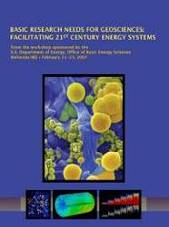 BASIC RESEARCH NEEDS FOR GEOSCIENCES:
FACILITATING 21ST CENTURY ENERGY SYSTEMS
From the workshop sponsored by the
U.S. Department of Energy, Office of Basic Energy Sciences
Bethesda MD • February, 21–23, 2007